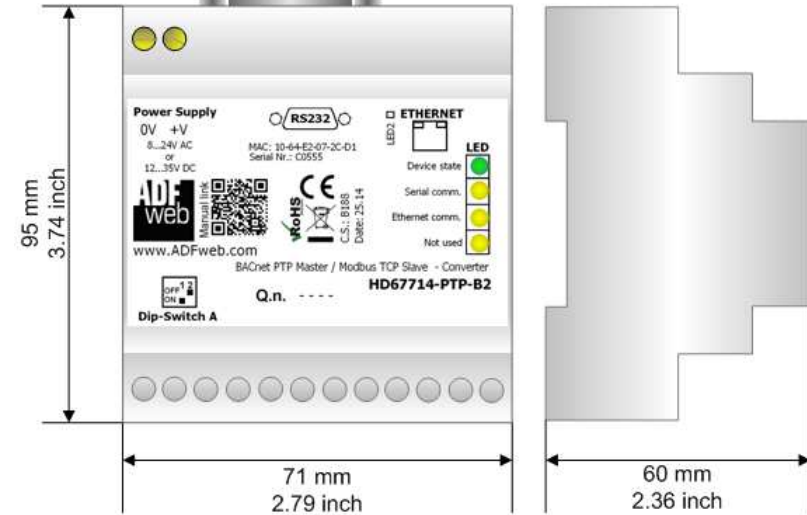 Power Supply
0V +V
8...24V AC
or
12...35V DC
RS232
MAC: 10-64-E2-07-2C-D1
Serial Nr.: C0555
LED2
ETHERNET
LED
Device state
Serial comm.
Ethernet comm.
Not used
ADF
web
Manual link
RoHS
CE
C.S.: B188
Date: 25.14
www.ADFweb.com
BACnet PTP Master / Modbus TCP Slave - Converter
HD67714-PTP-B2
OFF 1 2
ON
Dip-Switch A
Q.n. - - - -
95 mm
3.74 inch
71 mm
2.79 inch
60 mm
2.36 inch